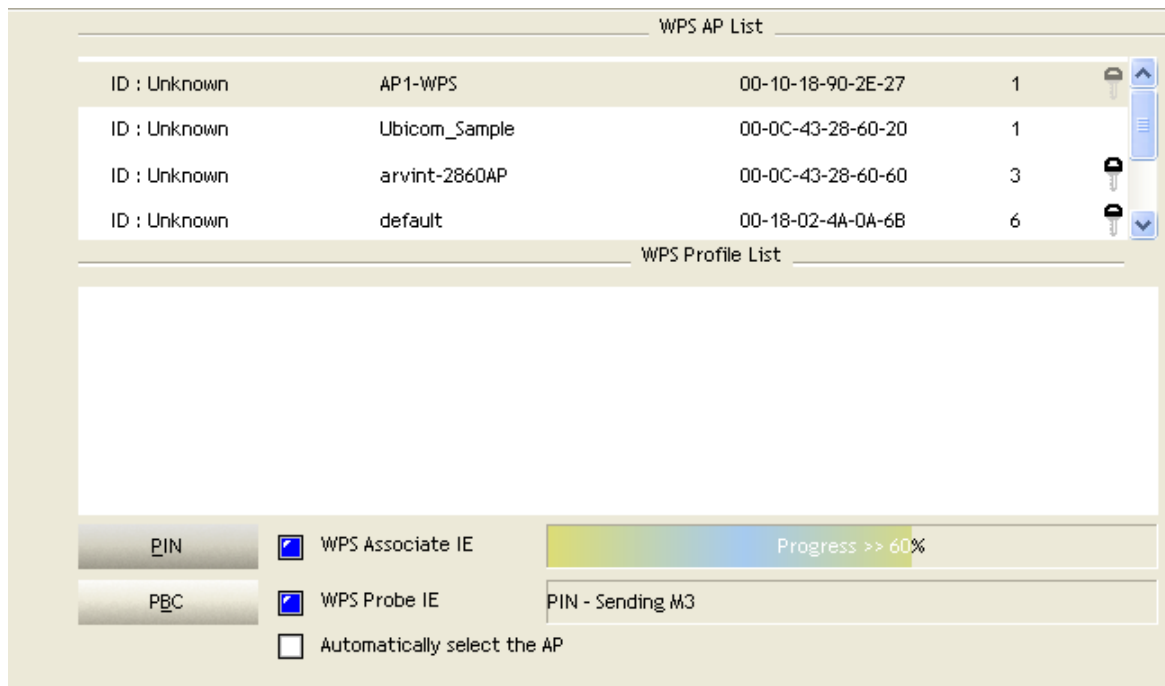 WPS AP List
ID : Unknown AP1-WPS 00-10-18-90-2E-27 1
ID : Unknown Ubicom_Sample 00-0C-43-28-60-20 1
ID : Unknown arvint-2860AP 00-0C-43-28-60-60 3
ID : Unknown default 00-18-02-4A-0A-6B 6
WPS Profile List
PIN WPS Associate IE Progress >> 60%
PBC WPS Probe IE PIN - Sending M3
Automatically select the AP